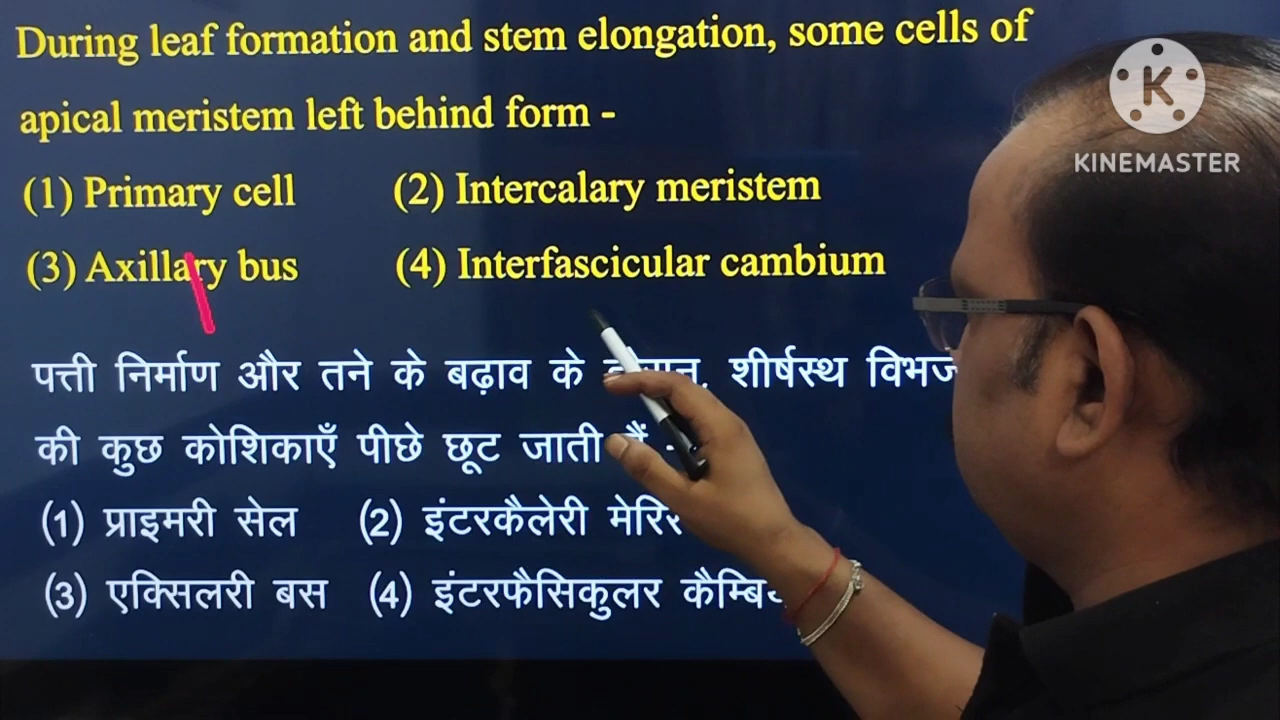 During leaf formation and stem elongation, some cells of
apical meristem left behind form -
(1) Primary cell (2) Intercalary meristem
(3) Axillary bus (4) Interfascicular cambium
पत्ती निर्माण और तने के बढ़ाव के शीर्षस्थ
की कुछ कोशिकाएँ पीछे छूट जाती -
(1) प्राइमरी सेल (2) इंटरकैलेरी
(3) एक्सिलरी बस (4) इंटरफैसिकुलर
K
KINEMASTER